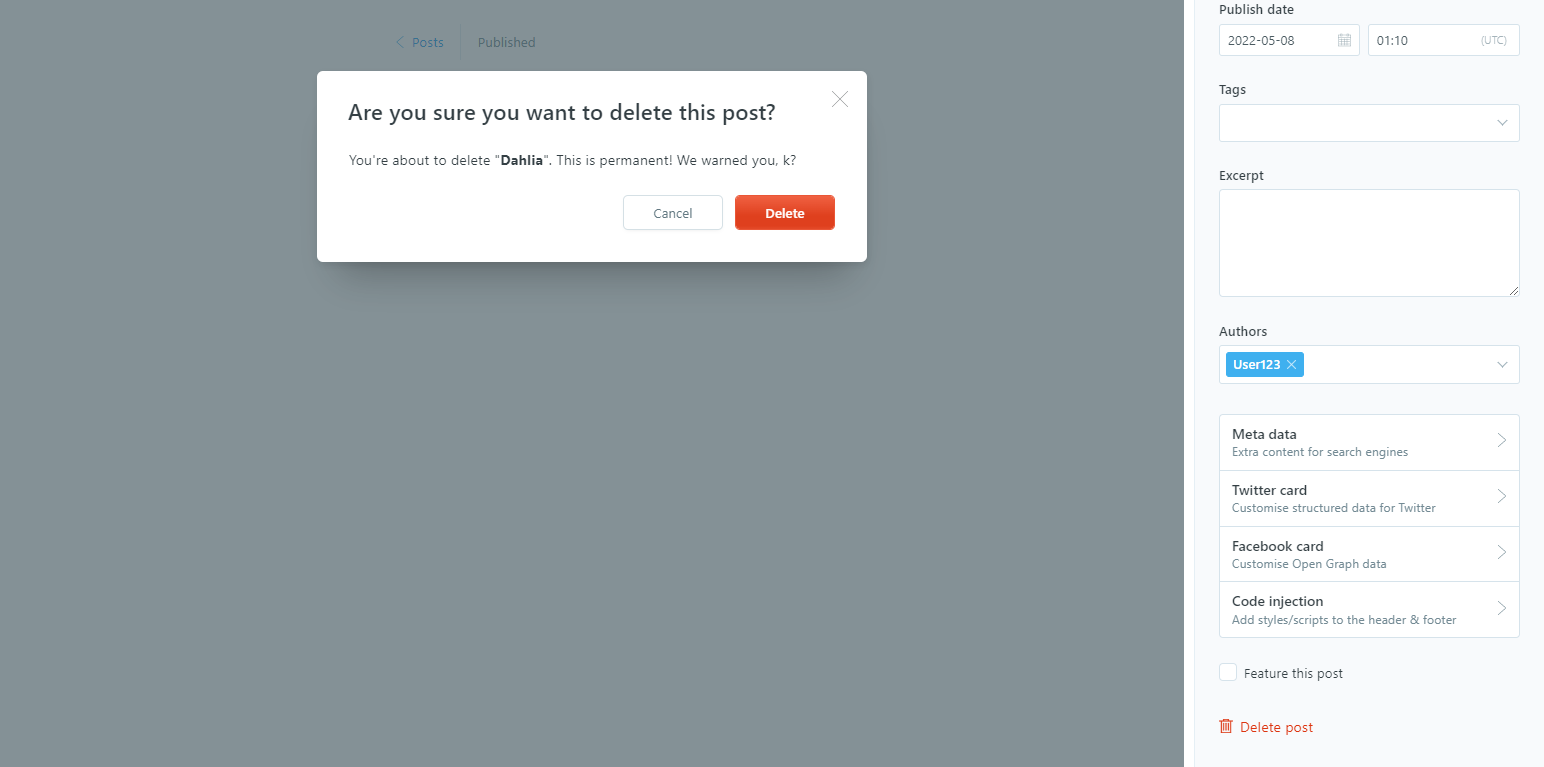 Posts
Published
Are you sure you want to delete this post?
You're about to delete "Dahlia". This is permanent! We warned you, k?
Cancel
Delete
Publish date
2022-05-08
01:10
(UTC)
Tags
Excerpt
Authors
User123
Meta data
Extra content for search engines
Twitter card
Customise structured data for Twitter
Facebook card
Customise Open Graph data
Code injection
Add styles/scripts to the header & footer
Feature this post
Delete post